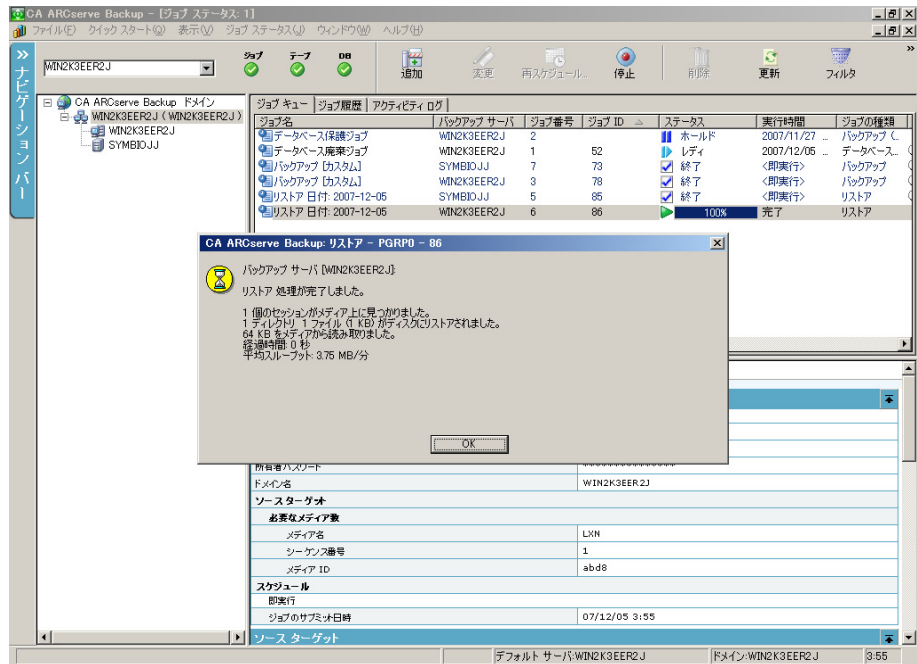 CA ARCserve Backup - [ジョブ ステータス: 1]
ファイル(F) クイック スタート(Q) 表示(V) ジョブ ステータス(J) ウィンドウ(W) ヘルプ(H)
WIN2K3EER2J
ジョブ テープ DB
追加 変更 再スケジュール... 停止 削除 更新 フィルタ
ナビゲーション バー
CA ARCserve Backup ドメイン
WIN2K3EER2J ( WIN2K3EER2J )
WIN2K3EER2J
SYMBIOJJ
ジョブ キュー ジョブ履歴 アクティビティ ログ
ジョブ名 バックアップ サーバ ジョブ番号 ジョブ ID ステータス 実行時間 ジョブの種類
データベース保護ジョブ WIN2K3EER2J 2 ホールド 2007/11/27 ... バックアップ (...
データベース廃棄ジョブ WIN2K3EER2J 1 52 レディ 2007/12/05 ... データベース...
バックアップ [カスタム] SYMBIOJJ 7 73 終了 <即実行> バックアップ
バックアップ [カスタム] WIN2K3EER2J 3 78 終了 <即実行> バックアップ
リストア 日付: 2007-12-05 SYMBIOJJ 5 85 終了 <即実行> リストア
リストア 日付: 2007-12-05 WIN2K3EER2J 6 86 100% 完了 リストア
CA ARCserve Backup: リストア - PGRP0 - 86
バックアップ サーバ [WIN2K3EER2J]:
リストア 処理が完了しました。
1 個のセッションがメディア上に見つかりました。
1 ディレクトリ 1 ファイル (1 KB) がディスクにリストアされました。
64 KB をメディアから読み取りました。
経過時間: 0 秒
平均スループット: 3.75 MB/分
OK
所有者パスワード ****************
ドメイン名 WIN2K3EER2J
ソース ターゲット
必要なメディア数
メディア名 LXN
シーケンス番号 1
メディア ID abd8
スケジュール
即実行
ジョブのサブミット日時 07/12/05 3:55
ソース ターゲット
デフォルト サーバ:WIN2K3EER2J ドメイン:WIN2K3EER2J 3:55